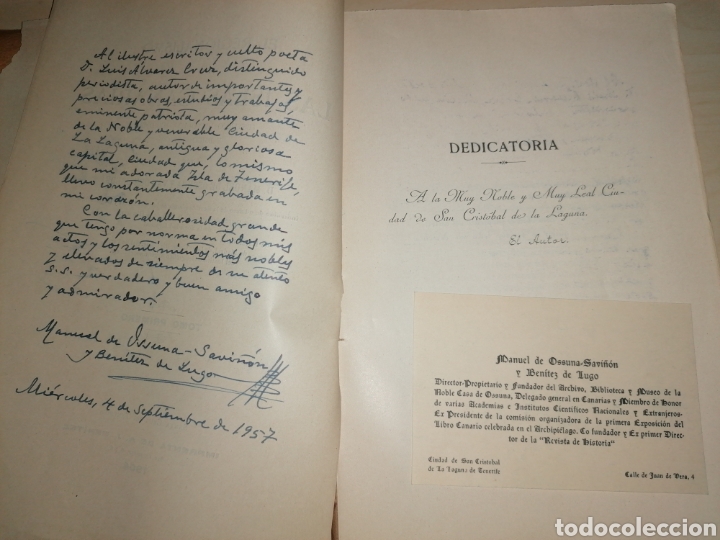 Al ilustre escritor y culto poeta
D. Luis Alvarez Cruz, distinguido
periodista, autor de importantes y
preciosas obras, estudios y trabajos,
eminente patriota, muy amante
de la Noble y venerable Ciudad de
La Laguna, antigua y gloriosa
capital, Ciudad que, lo mismo
que mi adorada Isla de Tenerife,
llevo constantemente grabada en
mi corazón.
Con la caballerosidad grande
que tengo por norma en todos mis
actos y los sentimientos más nobles
y elevados de siempre de su atento
s.s. y verdadero y buen amigo
y admirador.
Manuel de Ossuna-Saviñón
y Benítez de Lugo
Miércoles, 4 de Septiembre de 1957
DEDICATORIA
A la Muy Noble y Muy Leal Ciu-
dad de San Cristóbal de la Laguna.
El Autor.
Manuel de Ossuna-Saviñón
y Benítez de Lugo
Director-Propietario y Fundador del Archivo, Biblioteca y Museo de la
Noble Casa de Ossuna, Delegado general en Canarias y Miembro de Honor
de varias Academias e Institutos Científicos Nacionales y Extranjeros-
Ex Presidente de la comisión organizadora de la primera Exposición del
Libro Canario celebrada en el Archipiélago. Co fundador y Ex primer Direc-
tor de la "Revista de Historia"
Ciudad de San Cristóbal
de La Laguna de Tenerife
Calle de Juan de Vera, 4
todocoleccion
todocoleccion.net